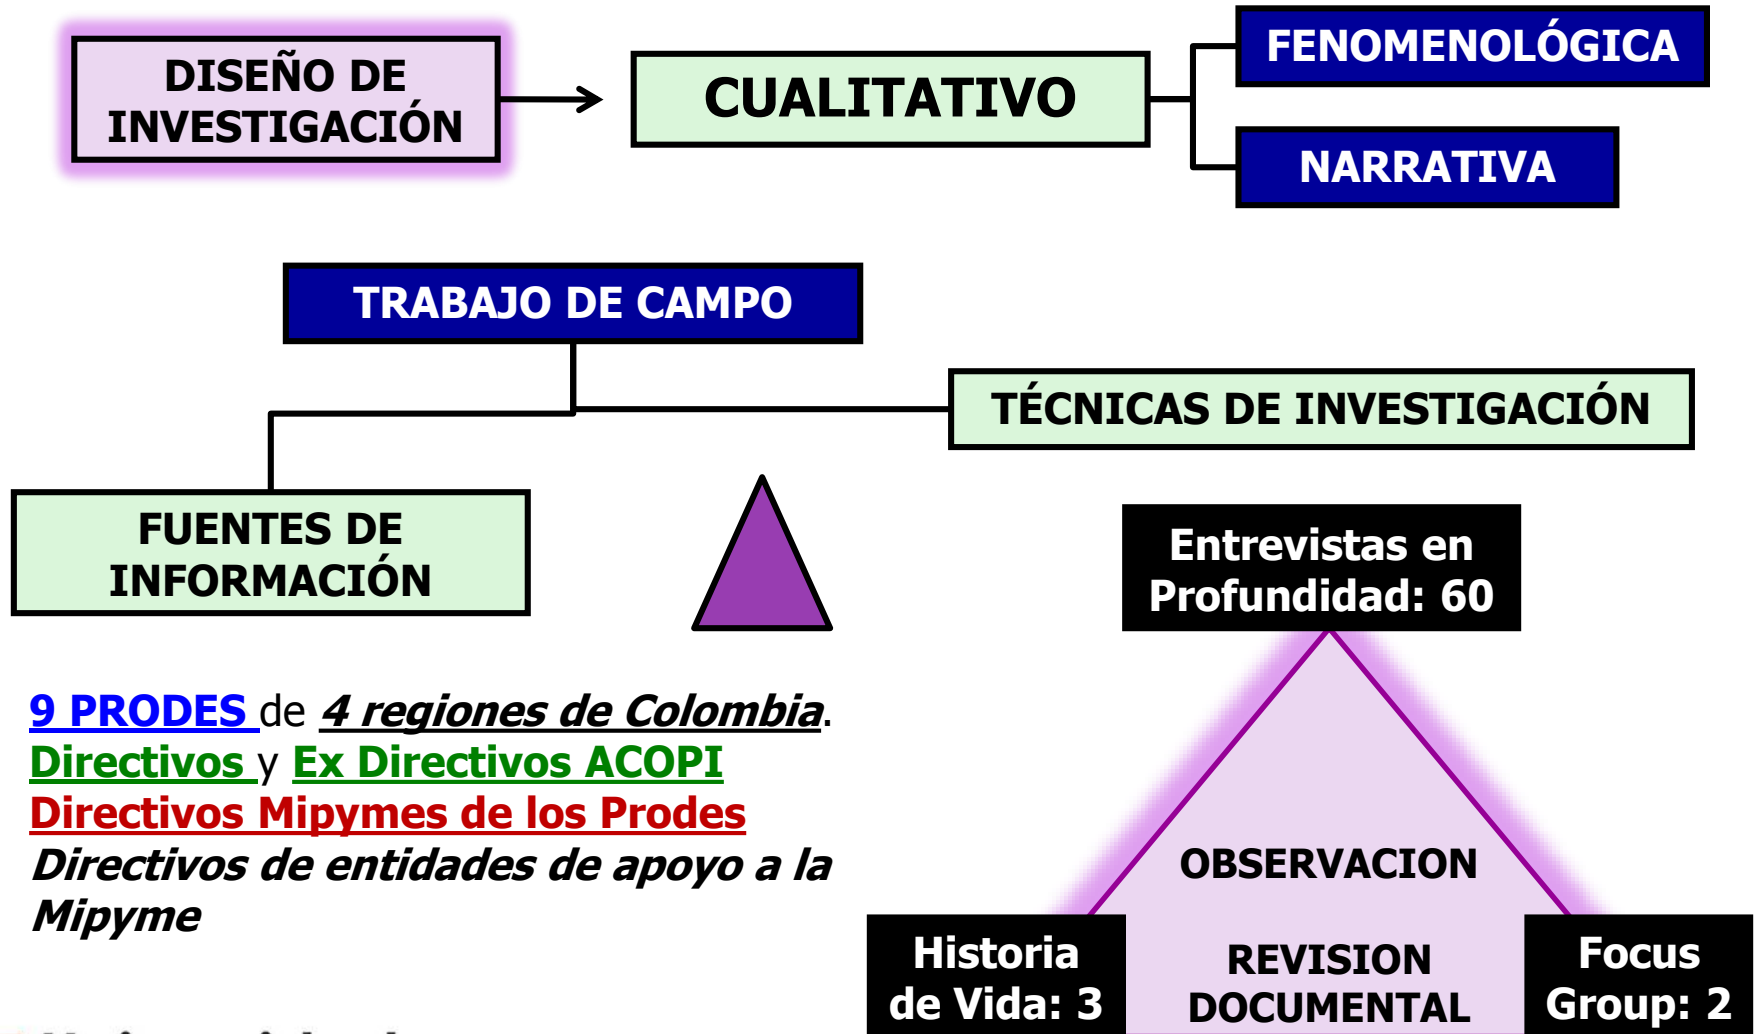 DISEÑO DE
INVESTIGACIÓN
CUALITATIVO
FENOMENOLÓGICA
NARRATIVA
TRABAJO DE CAMPO
TÉCNICAS DE INVESTIGACIÓN
FUENTES DE
INFORMACIÓN
9 PRODES de 4 regiones de Colombia.
Directivos y Ex Directivos ACOPI
Directivos Mipymes de los Prodes
Directivos de entidades de apoyo a la
Mipyme
Entrevistas en
Profundidad: 60
OBSERVACION
REVISION
DOCUMENTAL
Historia
de Vida: 3
Focus
Group: 2